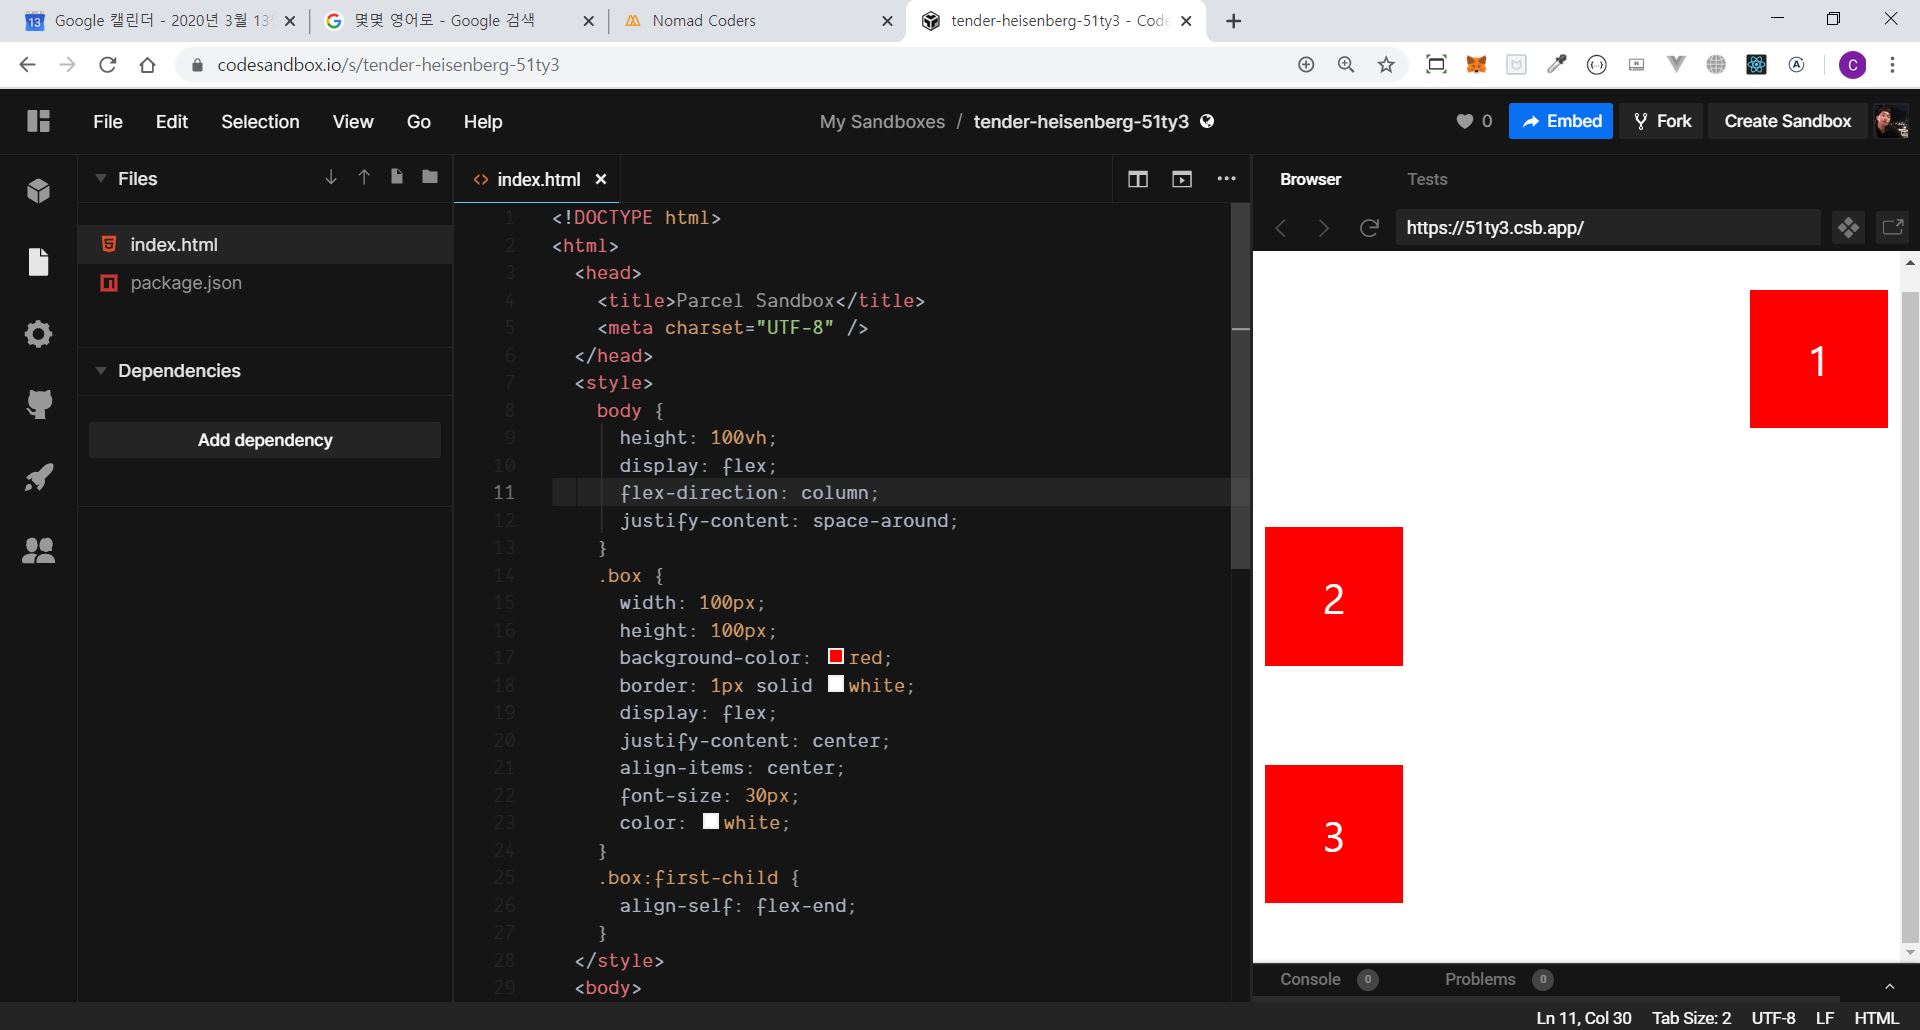 Google 캘린더 - 2020년 3월 13
몇몇 영어로 - Google 검색
Nomad Coders
tender-heisenberg-51ty3 - Code
codesandbox.io/s/tender-heisenberg-51ty3
C
File Edit Selection View Go Help
My Sandboxes / tender-heisenberg-51ty3
0
Embed
Fork
Create Sandbox
Files
index.html
package.json
Dependencies
Add dependency
index.html
1 <!DOCTYPE html>
2 <html>
3 <head>
4 <title>Parcel Sandbox</title>
5 <meta charset="UTF-8" />
6 </head>
7 <style>
8 body {
9 height: 100vh;
10 display: flex;
11 flex-direction: column;
12 justify-content: space-around;
13 }
14 .box {
15 width: 100px;
16 height: 100px;
17 background-color: red;
18 border: 1px solid white;
19 display: flex;
20 justify-content: center;
21 align-items: center;
22 font-size: 30px;
23 color: white;
24 }
25 .box:first-child {
26 align-self: flex-end;
27 }
28 </style>
29 <body>
Browser Tests
https://51ty3.csb.app/
1
2
3
Console 0 Problems 0
Ln 11, Col 30 Tab Size: 2 UTF-8 LF HTML